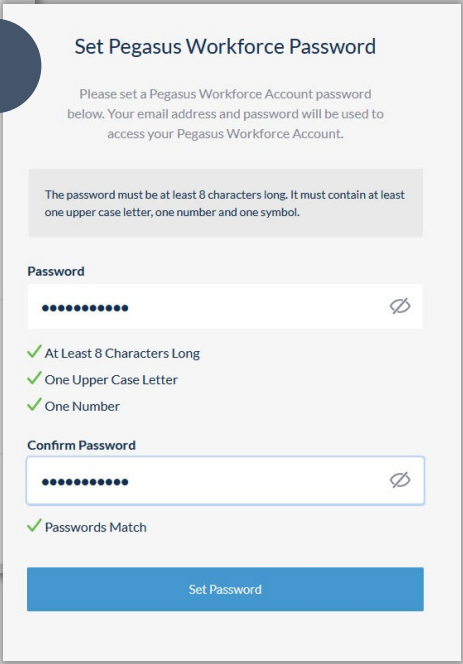 Set Pegasus Workforce Password
Please set a Pegasus Workforce Account password
below. Your email address and password will be used to
access your Pegasus Workforce Account.
The password must be at least 8 characters long. It must contain at least
one upper case letter, one number and one symbol.
Password
•••••••••••
At Least 8 Characters Long
One Upper Case Letter
One Number
Confirm Password
•••••••••••
Passwords Match
Set Password